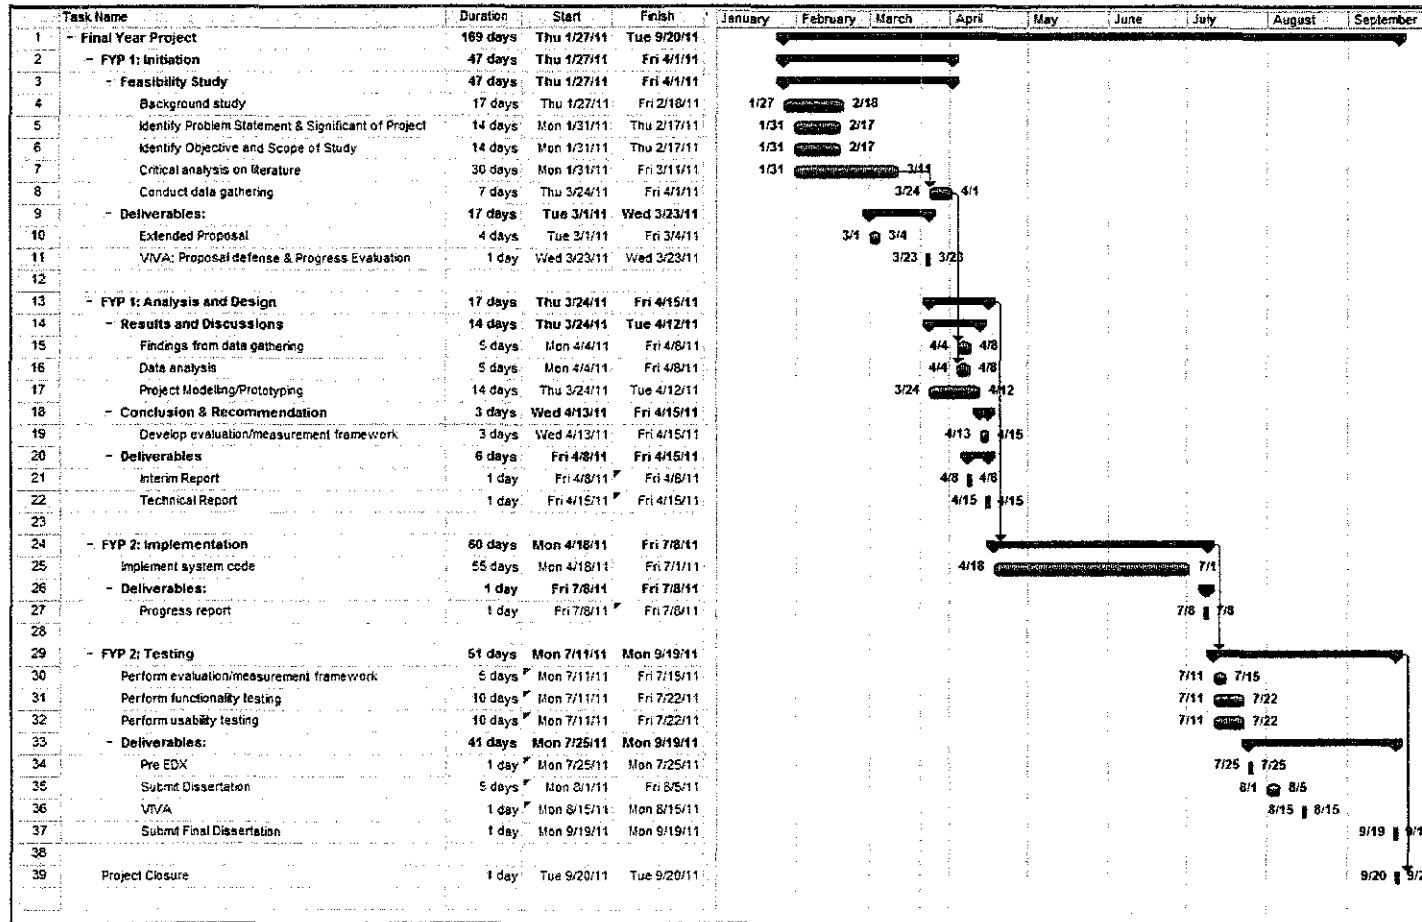 Task Name Duration Start Finish January February March April May June July August September
1 - Final Year Project 169 days Thu 1/27/11 Tue 9/20/11
2 - FYP 1: Initiation 47 days Thu 1/27/11 Fri 4/1/11
3 - Feasibility Study 47 days Thu 1/27/11 Fri 4/1/11
4 Background study 17 days Thu 1/27/11 Fri 2/18/11 1/27 2/18
5 Identify Problem Statement & Significant of Project 14 days Mon 1/31/11 Thu 2/17/11 1/31 2/17
6 Identify Objective and Scope of Study 14 days Mon 1/31/11 Thu 2/17/11 1/31 2/17
7 Critical analysis on literature 30 days Mon 1/31/11 Fri 3/11/11 1/31 3/11
8 Conduct data gathering 7 days Thu 3/24/11 Fri 4/1/11 3/24 4/1
9 - Deliverables: 17 days Tue 3/1/11 Wed 3/23/11
10 Extended Proposal 4 days Tue 3/1/11 Fri 3/4/11 3/1 3/4
11 VIVA: Proposal defense & Progress Evaluation 1 day Wed 3/23/11 Wed 3/23/11 3/23 3/23
12
13 - FYP 1: Analysis and Design 17 days Thu 3/24/11 Fri 4/15/11
14 - Results and Discussions 14 days Thu 3/24/11 Tue 4/12/11
15 Findings from data gathering 5 days Mon 4/4/11 Fri 4/8/11 4/4 4/8
16 Data analysis 5 days Mon 4/4/11 Fri 4/8/11 4/4 4/8
17 Project Modelling/Prototyping 14 days Thu 3/24/11 Tue 4/12/11 3/24 4/12
18 - Conclusion & Recommendation 3 days Wed 4/13/11 Fri 4/15/11
19 Develop evaluation/measurement framework 3 days Wed 4/13/11 Fri 4/15/11 4/13 4/15
20 - Deliverables 6 days Fri 4/8/11 Fri 4/15/11
21 Interim Report 1 day Fri 4/8/11 Fri 4/8/11 4/8 4/8
22 Technical Report 1 day Fri 4/15/11 Fri 4/15/11 4/15 4/15
23
24 - FYP 2: Implementation 60 days Mon 4/18/11 Fri 7/8/11
25 Implement system code 55 days Mon 4/18/11 Fri 7/1/11 4/18 7/1
26 - Deliverables: 1 day Fri 7/8/11 Fri 7/8/11
27 Progress report 1 day Fri 7/8/11 Fri 7/8/11 7/8 7/8
28
29 - FYP 2: Testing 51 days Mon 7/11/11 Mon 9/19/11
30 Perform evaluation/measurement framework 5 days Mon 7/11/11 Fri 7/15/11 7/11 7/15
31 Perform functionality testing 10 days Mon 7/11/11 Fri 7/22/11 7/11 7/22
32 Perform usability testing 10 days Mon 7/11/11 Fri 7/22/11 7/11 7/22
33 - Deliverables: 41 days Mon 7/25/11 Mon 9/19/11
34 Pre EDX 1 day Mon 7/25/11 Mon 7/25/11 7/25 7/25
35 Submit Dissertation 5 days Mon 8/1/11 Fri 8/5/11 8/1 8/5
36 VIVA 1 day Mon 8/15/11 Mon 8/15/11 8/15 8/15
37 Submit Final Dissertation 1 day Mon 9/19/11 Mon 9/19/11 9/19
38
39 Project Closure 1 day Tue 9/20/11 Tue 9/20/11 9/20